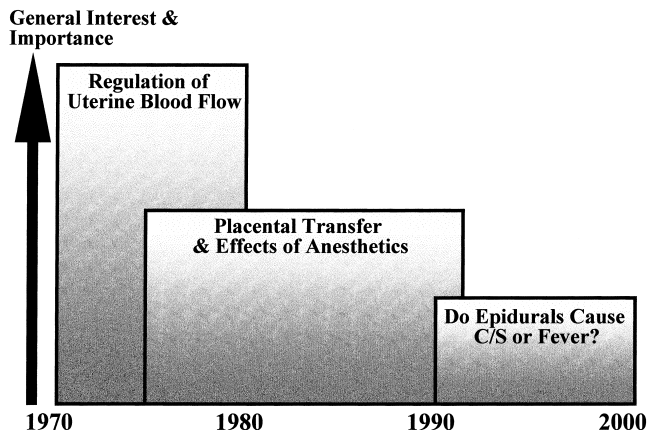 General Interest &
Importance
Regulation of
Uterine Blood Flow
Placental Transfer
& Effects of Anesthetics
Do Epidurals Cause
C/S or Fever?
1970
1980
1990
2000